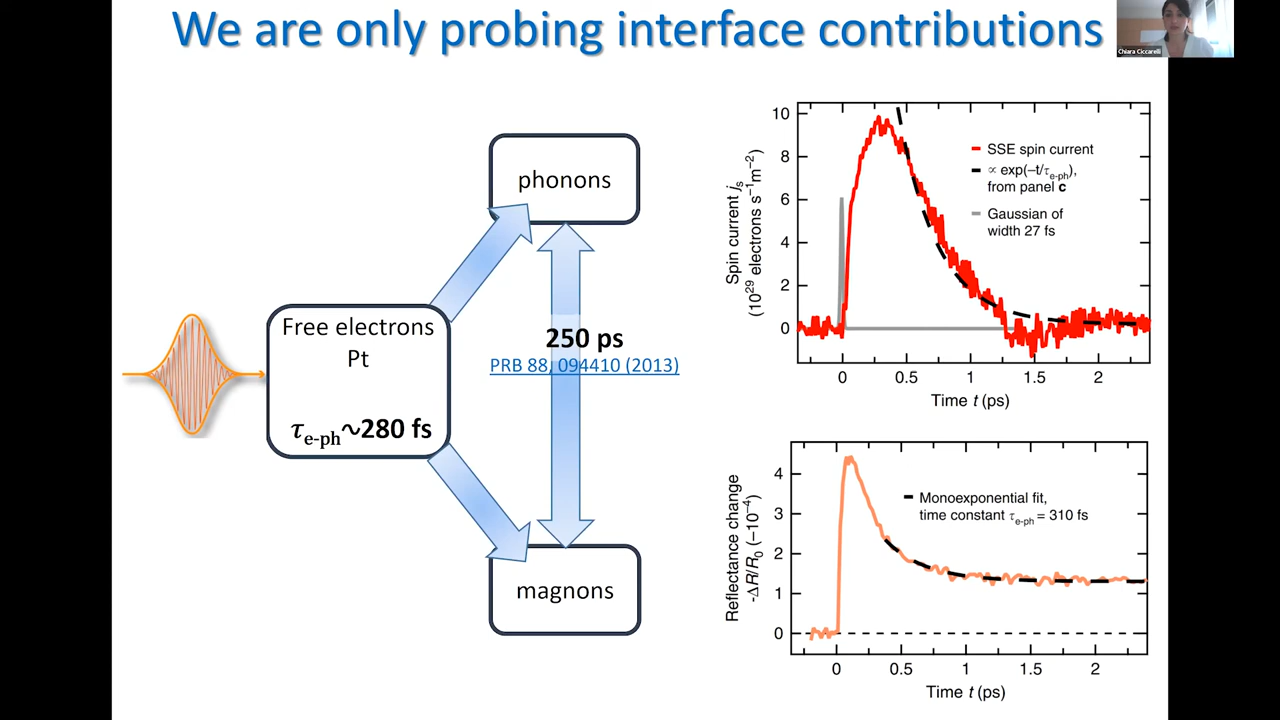 We are only probing interface contributions
Chiara Ciccarelli
phonons
Free electrons
Pt
τe-ph~280 fs
250 ps
PRB 88, 094410 (2013)
magnons
10
8
6
4
2
0
Spin current js
(10²⁹ electrons s⁻¹m⁻²)
SSE spin current
∝ exp(–t/τe-ph),
from panel c
Gaussian of
width 27 fs
0
0.5
1
1.5
2
Time t (ps)
4
3
2
1
0
Reflectance change
-ΔR/R₀ (–10⁻⁴)
Monoexponential fit,
time constant τe-ph = 310 fs
0
0.5
1
1.5
2
Time t (ps)